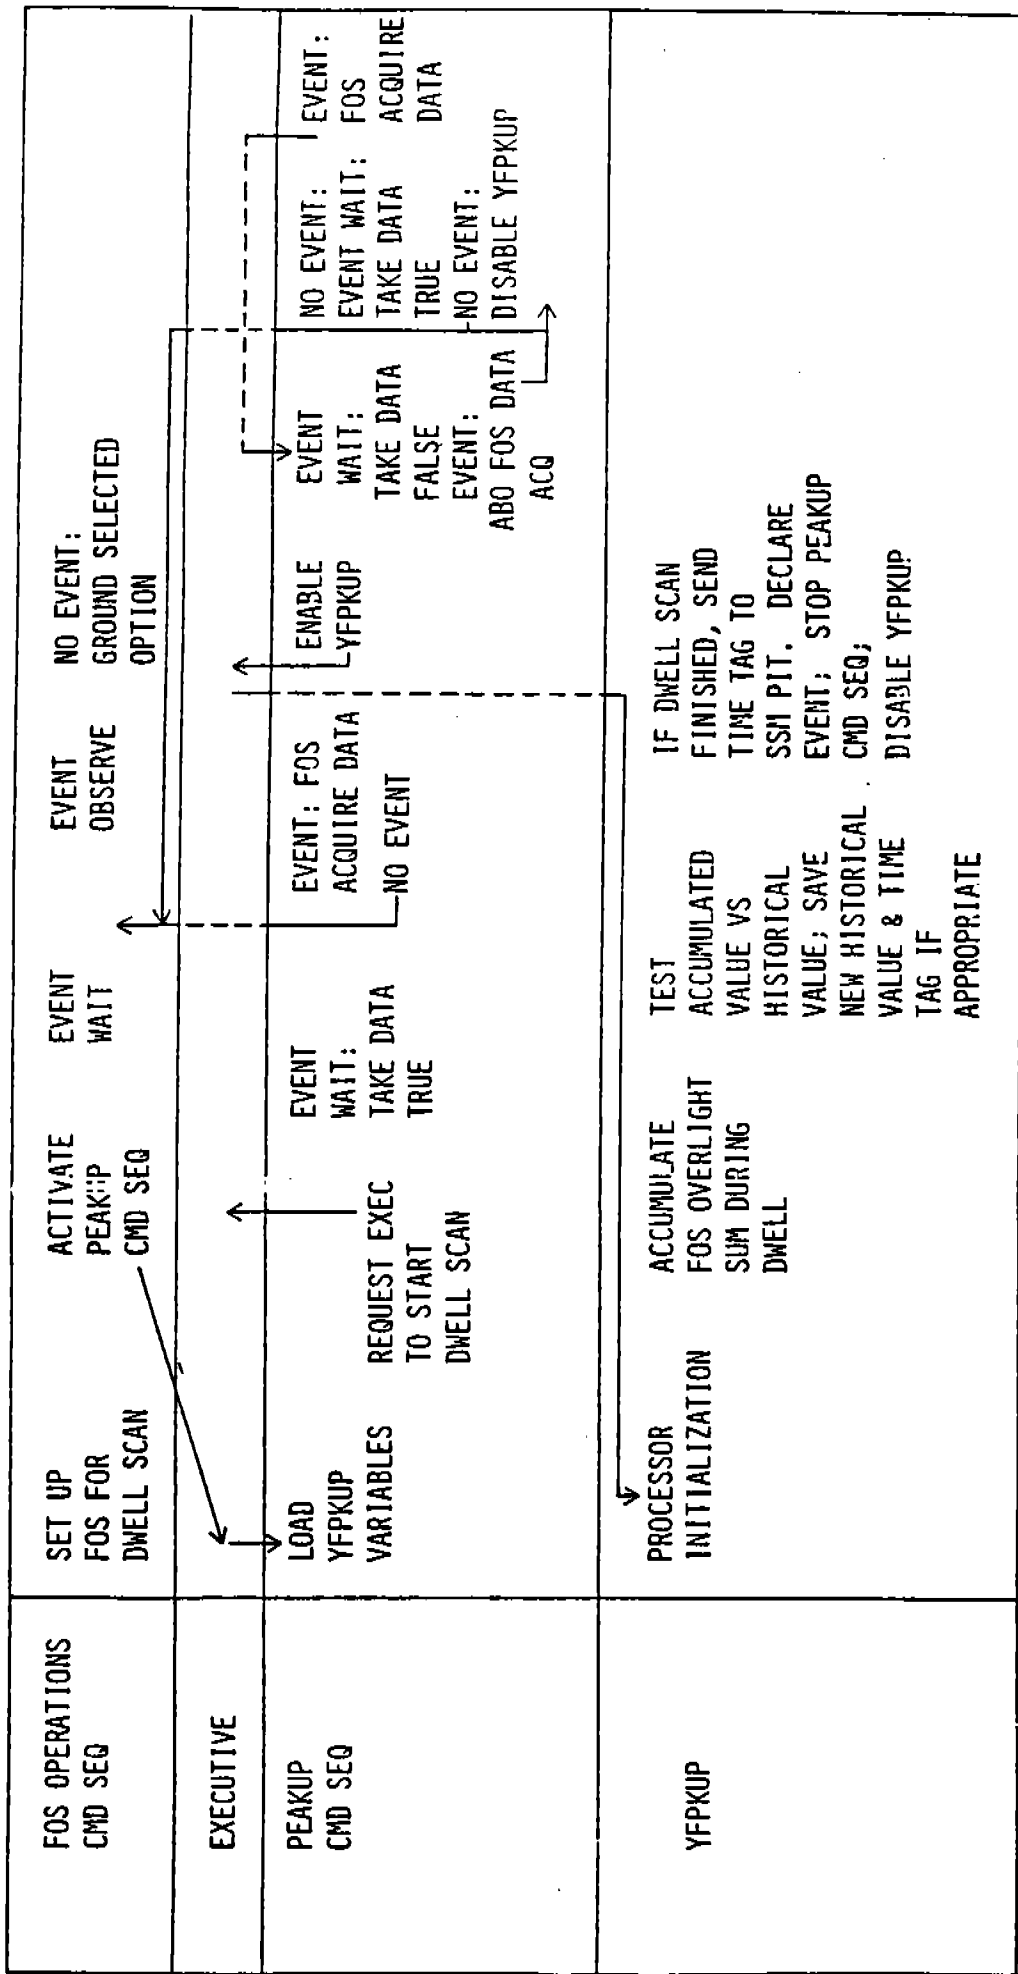 FOS OPERATIONS
CMD SEQ
SET UP
FOS FOR
DWELL SCAN
ACTIVATE
PEAKUP
CMD SEQ
EVENT
WAIT
EVENT
OBSERVE
NO EVENT:
GROUND SELECTED
OPTION
EXECUTIVE
PEAKUP
CMD SEQ
LOAD
YFPKUP
VARIABLES
REQUEST EXEC
TO START
DWELL SCAN
EVENT
WAIT:
TAKE DATA
TRUE
EVENT: FOS
ACQUIRE DATA
NO EVENT
ENABLE
YFPKUP
EVENT
WAIT:
TAKE DATA
FALSE
EVENT:
ABO FOS DATA
ACQ
NO EVENT:
EVENT WAIT:
TAKE DATA
TRUE
NO EVENT:
DISABLE YFPKUP
EVENT:
FOS
ACQUIRE
DATA
YFPKUP
PROCESSOR
INITIALIZATION
ACCUMULATE
FOS OVERLIGHT
SUM DURING
DWELL
TEST
ACCUMULATED
VALUE VS
HISTORICAL
VALUE; SAVE
NEW HISTORICAL
VALUE & TIME
TAG IF
APPROPRIATE
IF DWELL SCAN
FINISHED, SEND
TIME TAG TO
SSM PIT. DECLARE
EVENT; STOP PEAKUP
CMD SEQ;
DISABLE YFPKUP